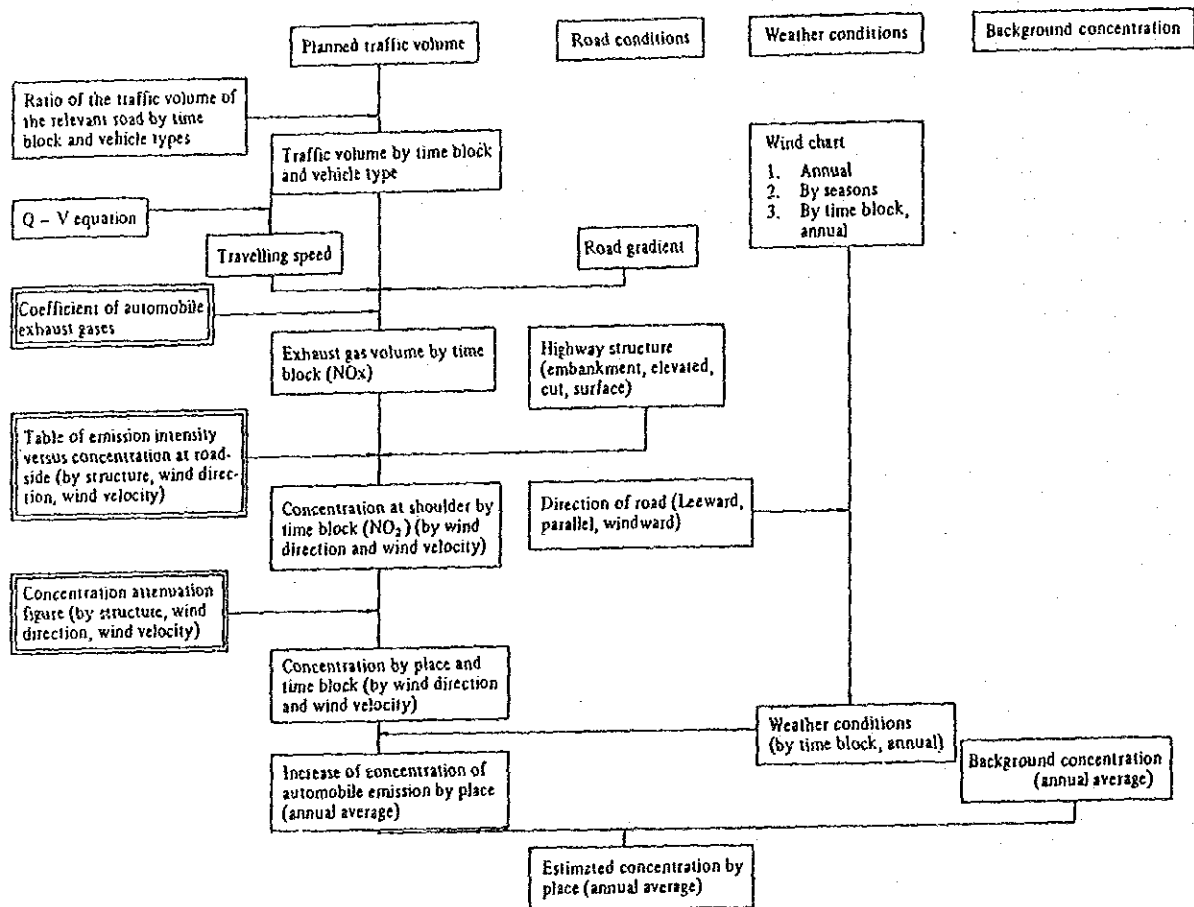 Planned traffic volume
Road conditions
Weather conditions
Background concentration
Ratio of the traffic volume of
the relevant road by time
block and vehicle types
Traffic volume by time block
and vehicle type
Wind chart
1. Annual
2. By seasons
3. By time block,
annual
Q – V equation
Travelling speed
Road gradient
Coefficient of automobile
exhaust gases
Exhaust gas volume by time
block (NOx)
Highway structure
(embankment, elevated,
cut, surface)
Table of emission intensity
versus concentration at road-
side (by structure, wind direc-
tion, wind velocity)
Concentration at shoulder by
time block (NO₂) (by wind
direction and wind velocity)
Direction of road (Leeward,
parallel, windward)
Concentration attenuation
figure (by structure, wind
direction, wind velocity)
Concentration by place and
time block (by wind direction
and wind velocity)
Weather conditions
(by time block, annual)
Background concentration
(annual average)
Increase of concentration of
automobile emission by place
(annual average)
Estimated concentration by
place (annual average)